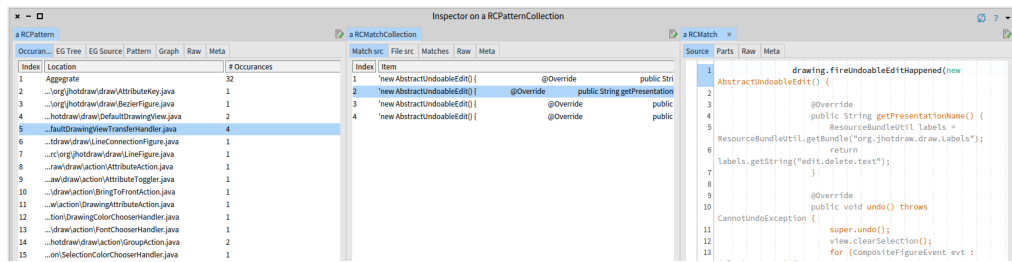 Inspector on a RCPatternCollection
?
a RCPattern
Occuran... EG Tree EG Source Pattern Graph Raw Meta
Index Location # Occurances
1 Aggegrate 32
2 ...\org\jhotdraw\draw\AttributeKey.java 1
3 ...\org\jhotdraw\draw\BezierFigure.java 1
4 ...hotdraw\draw\DefaultDrawingView.java 2
5 ...faultDrawingViewTransferHandler.java 4
6 ...tdraw\draw\LineConnectionFigure.java 1
7 ...rc\org\jhotdraw\draw\LineFigure.java 1
8 ...raw\draw\action\AttributeAction.java 1
9 ...aw\draw\action\AttributeToggler.java 1
10 ...\draw\action\BringToFrontAction.java 1
11 ...w\action\DrawingAttributeAction.java 1
12 ...tion\DrawingColorChooserHandler.java 1
13 ...\draw\action\FontChooserHandler.java 1
14 ...hotdraw\draw\action\GroupAction.java 2
15 ...on\SelectionColorChooserHandler.java 1
a RCMatchCollection
Match src File src Matches Raw Meta
Index Item
1 'new AbstractUndoableEdit() { @Override public Stri
2 'new AbstractUndoableEdit() { @Override public String getPresentation
3 'new AbstractUndoableEdit() { @Override public
4 'new AbstractUndoableEdit() { @Override public
a RCMatch ×
Source Parts Raw Meta
1 drawing.fireUndoableEditHappened(new
AbstractUndoableEdit() {
2
3 @Override
4 public String getPresentationName() {
5 ResourceBundleUtil labels =
ResourceBundleUtil.getBundle("org.jhotdraw.draw.Labels");
6 return
labels.getString("edit.delete.text");
7 }
8
9 @Override
10 public void undo() throws
CannotUndoException {
11 super.undo();
12 view.clearSelection();
13 for (CompositeFigureEvent evt :